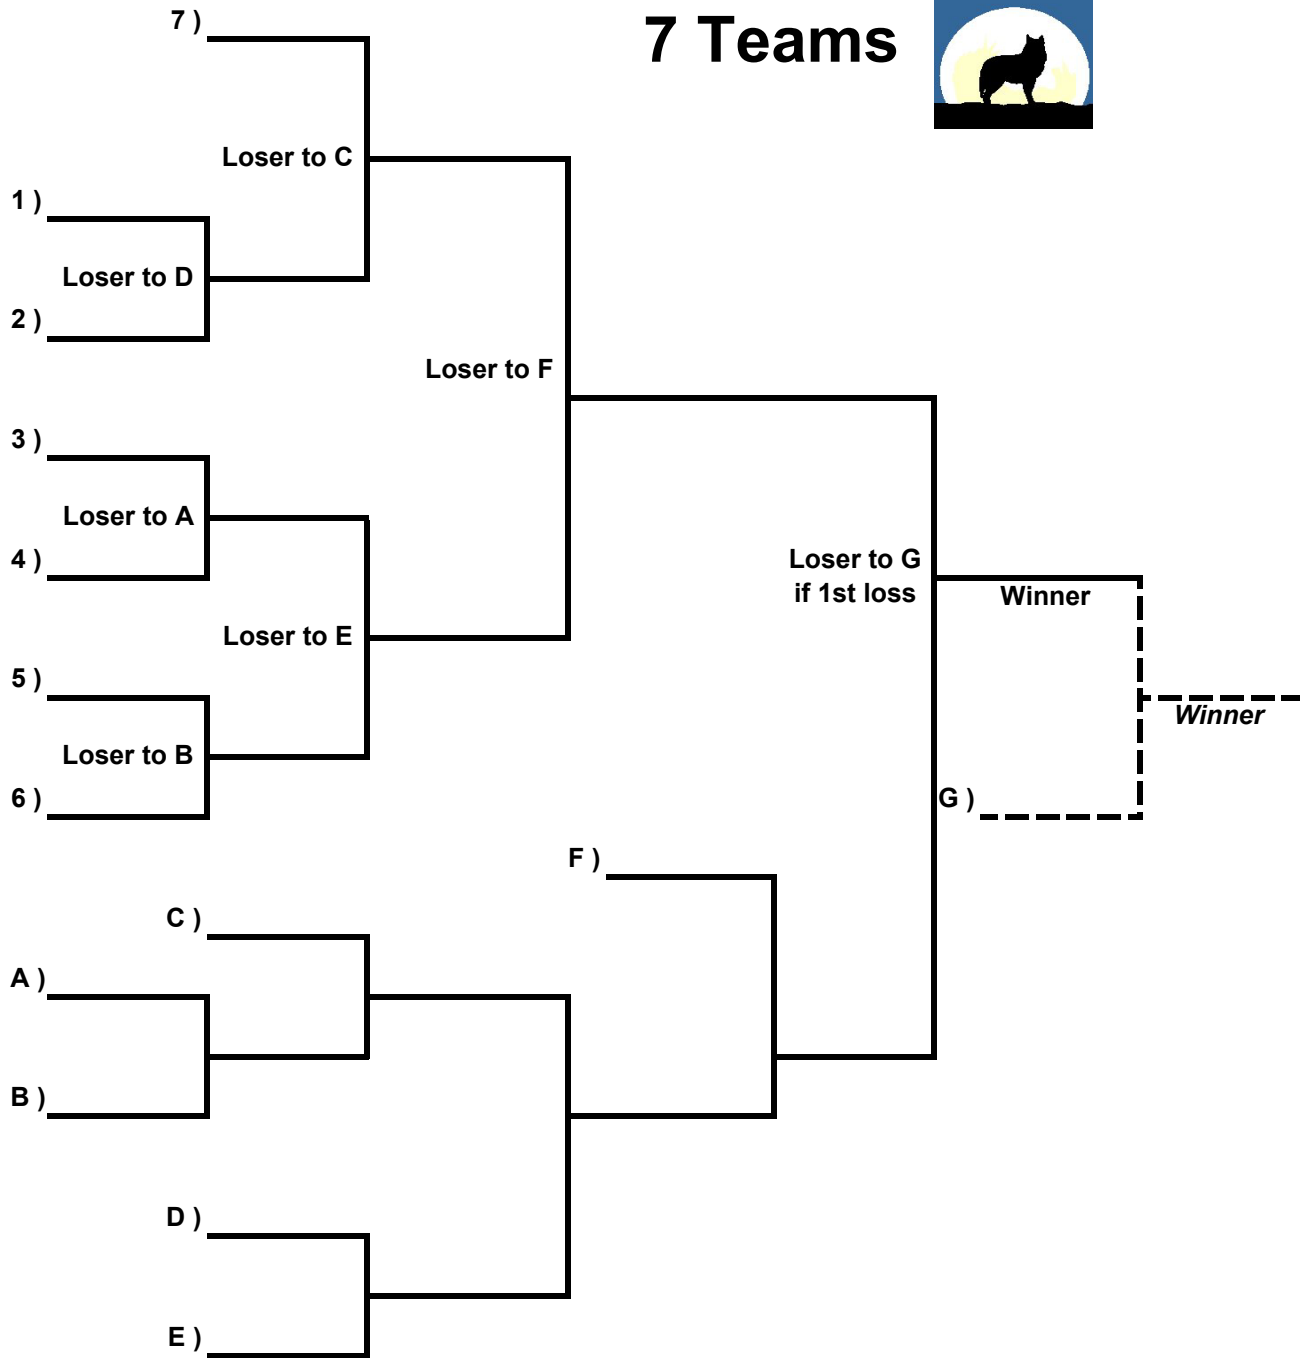 7 Teams
7 )
Loser to C
1 )
Loser to D
2 )
Loser to F
3 )
Loser to A
4 )
Loser to G
if 1st loss
Winner
Loser to E
5 )
Winner
Loser to B
6 )
G )
F )
C )
A )
B )
D )
E )